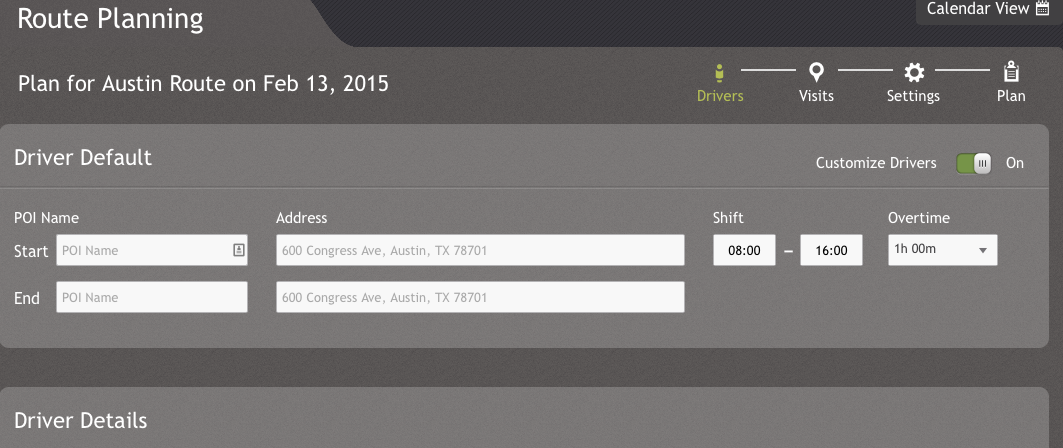 Route Planning
Calendar View
Plan for Austin Route on Feb 13, 2015
Drivers Visits Settings Plan
Driver Default
Customize Drivers On
POI Name Address Shift Overtime
Start POI Name 600 Congress Ave, Austin, TX 78701 08:00 – 16:00 1h 00m
End POI Name 600 Congress Ave, Austin, TX 78701
Driver Details